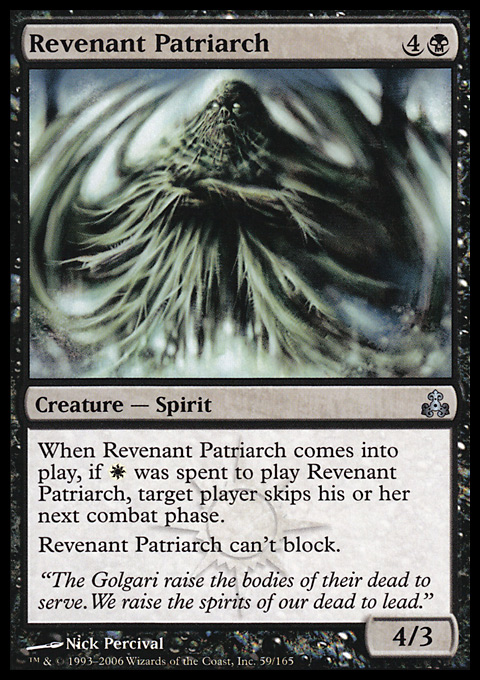 Revenant Patriarch 4
Creature — Spirit
When Revenant Patriarch comes into
play, if was spent to play Revenant
Patriarch, target player skips his or her
next combat phase.
Revenant Patriarch can't block.
“The Golgari raise the bodies of their dead to
serve. We raise the spirits of our dead to lead.”
Nick Percival
4/3
™ & © 1993–2006 Wizards of the Coast, Inc. 59/165